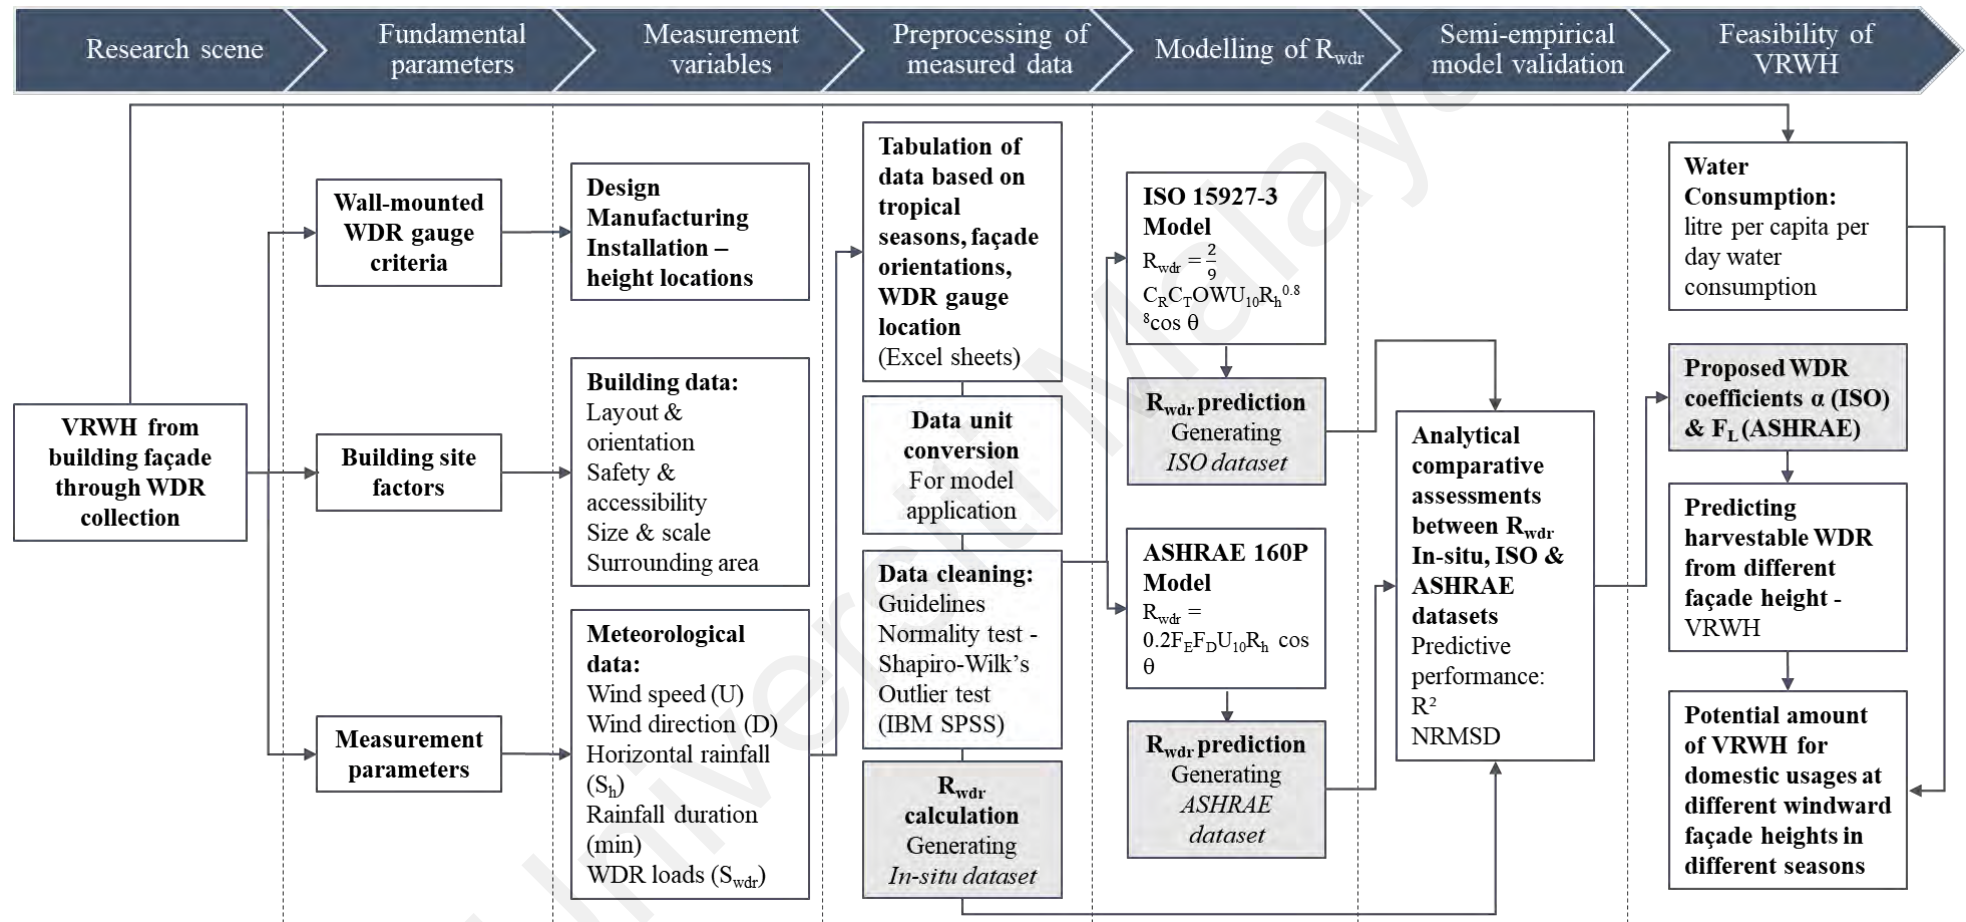 Research scene
Fundamental
parameters
Measurement
variables
Preprocessing of
measured data
Modelling of Rwdr
Semi-empirical
model validation
Feasibility of
VRWH
VRWH from
building façade
through WDR
collection
Wall-mounted
WDR gauge
criteria
Building site
factors
Measurement
parameters
Design
Manufacturing
Installation –
height locations
Building data:
Layout &
orientation
Safety &
accessibility
Size & scale
Surrounding area
Meteorological
data:
Wind speed (U)
Wind direction (D)
Horizontal rainfall
(Sh)
Rainfall duration
(min)
WDR loads (Swdr)
Tabulation of
data based on
tropical
seasons, façade
orientations,
WDR gauge
location
(Excel sheets)
Data unit
conversion
For model
application
Data cleaning:
Guidelines
Normality test -
Shapiro-Wilk’s
Outlier test
(IBM SPSS)
Rwdr
calculation
Generating
In-situ dataset
ISO 15927-3
Model
Rwdr = 2/9
CRCTOWU10Rh0.8
8cos θ
Rwdr prediction
Generating
ISO dataset
ASHRAE 160P
Model
Rwdr =
0.2FEFDU10Rh cos
θ
Rwdr prediction
Generating
ASHRAE
dataset
Analytical
comparative
assessments
between Rwdr
In-situ, ISO &
ASHRAE
datasets
Predictive
performance:
R²
NRMSD
Water
Consumption:
litre per capita per
day water
consumption
Proposed WDR
coefficients α (ISO)
& FL (ASHRAE)
Predicting
harvestable WDR
from different
façade height -
VRWH
Potential amount
of VRWH for
domestic usages at
different windward
façade heights in
different seasons
Universiti Malaya